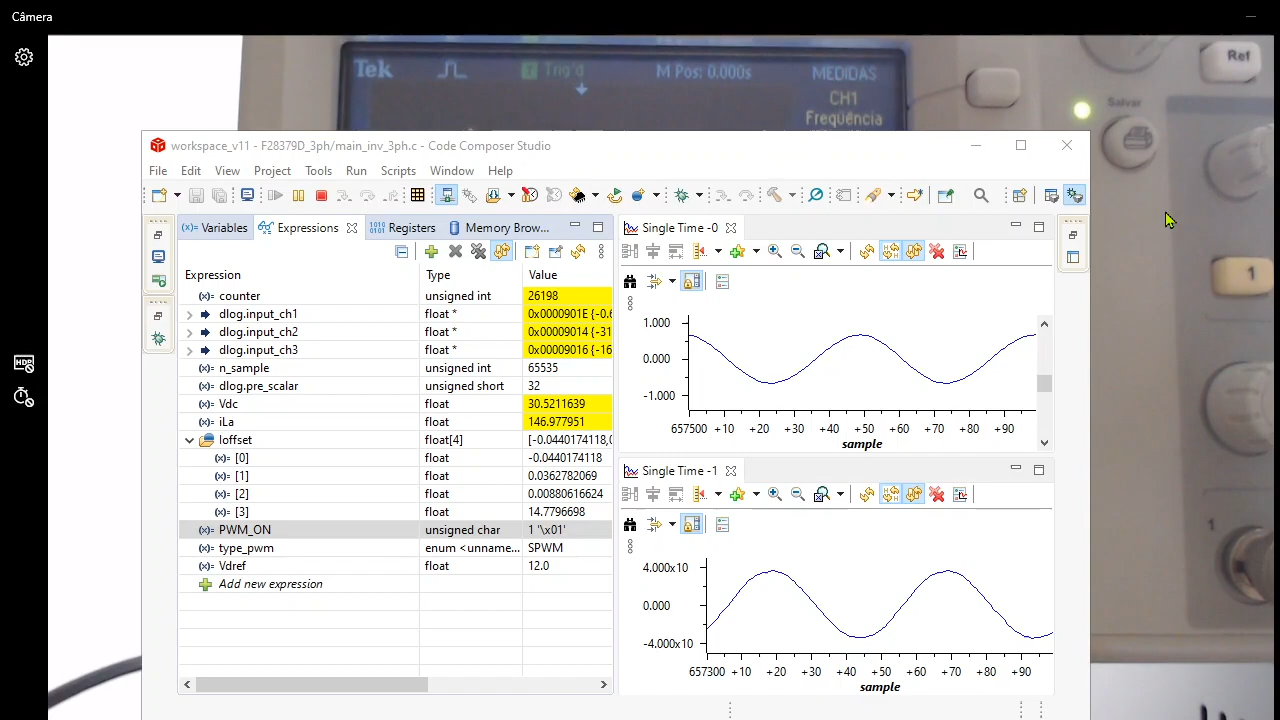 Câmera
Tek Trig'd M Pos: 0.000s MEDIDAS
CH1
Freqüência
Ref
Salvar
1
1
workspace_v11 - F28379D_3ph/main_inv_3ph.c - Code Composer Studio
File Edit View Project Tools Run Scripts Window Help
(x)= Variables Expressions Registers Memory Brow...
Expression Type Value
(x)= counter unsigned int 26198
dlog.input_ch1 float * 0x0000901E {-0.6
dlog.input_ch2 float * 0x00009014 {-31
dlog.input_ch3 float * 0x00009016 {-16
(x)= n_sample unsigned int 65535
(x)= dlog.pre_scalar unsigned short 32
(x)= Vdc float 30.5211639
(x)= iLa float 146.977951
Ioffset float[4] [-0.0440174118,0
(x)= [0] float -0.0440174118
(x)= [1] float 0.0362782069
(x)= [2] float 0.00880616624
(x)= [3] float 14.7796698
(x)= PWM_ON unsigned char 1 '\x01'
(x)= type_pwm enum <unname... SPWM
(x)= Vdref float 12.0
Add new expression
Single Time -0
1.000
0.000
-1.000
657500 +10 +20 +30 +40 +50 +60 +70 +80 +90
sample
Single Time -1
4.000x10
0.000
-4.000x10
657300 +10 +20 +30 +40 +50 +60 +70 +80 +90
sample